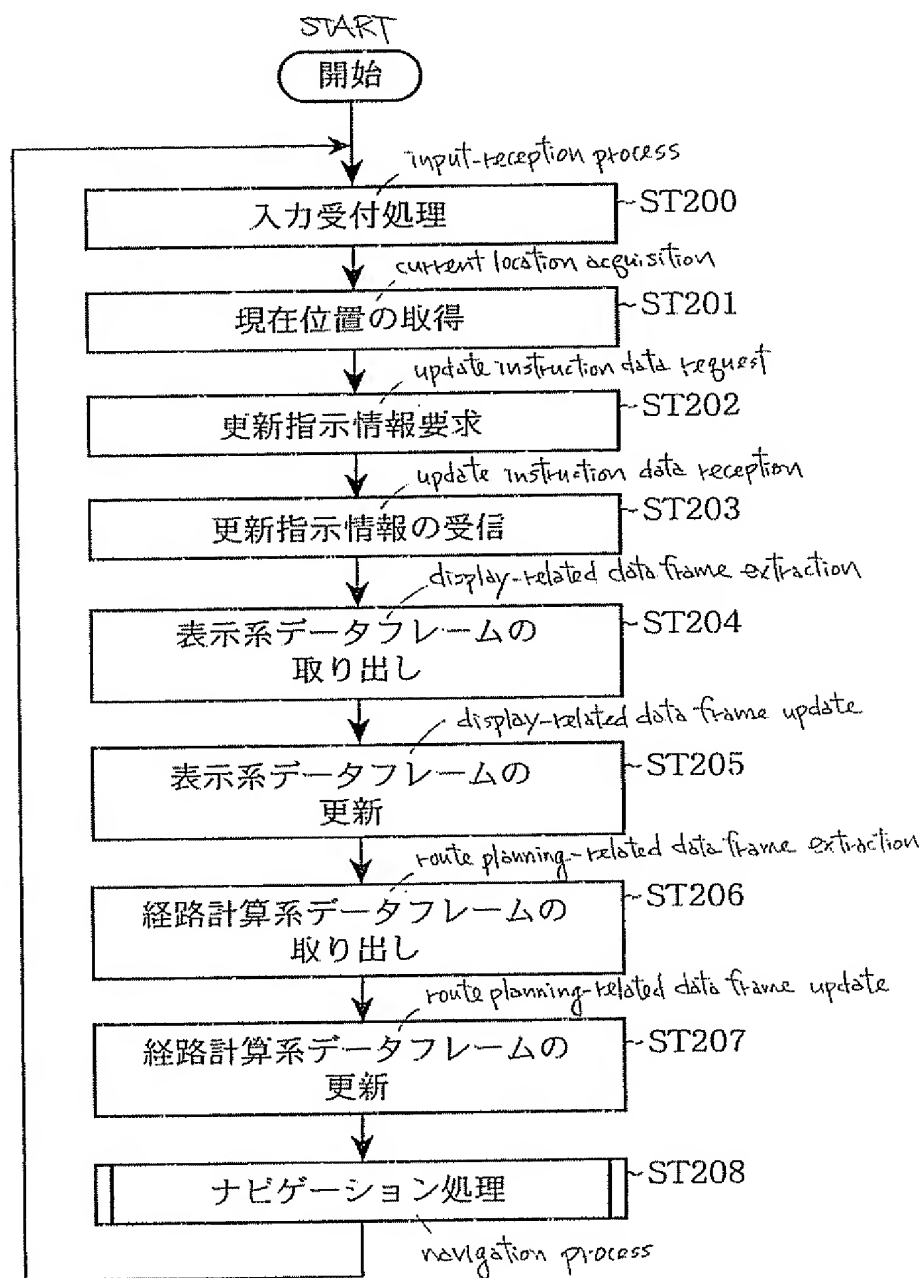 START
開始
input-reception process
入力受付処理
ST200
current location acquisition
現在位置の取得
ST201
update instruction data request
更新指示情報要求
ST202
update instruction data reception
更新指示情報の受信
ST203
display-related data frame extraction
表示系データフレームの
取り出し
ST204
display-related data frame update
表示系データフレームの
更新
ST205
route planning-related data frame extraction
経路計算系データフレームの
取り出し
ST206
route planning-related data frame update
経路計算系データフレームの
更新
ST207
ナビゲーション処理
ST208
navigation process